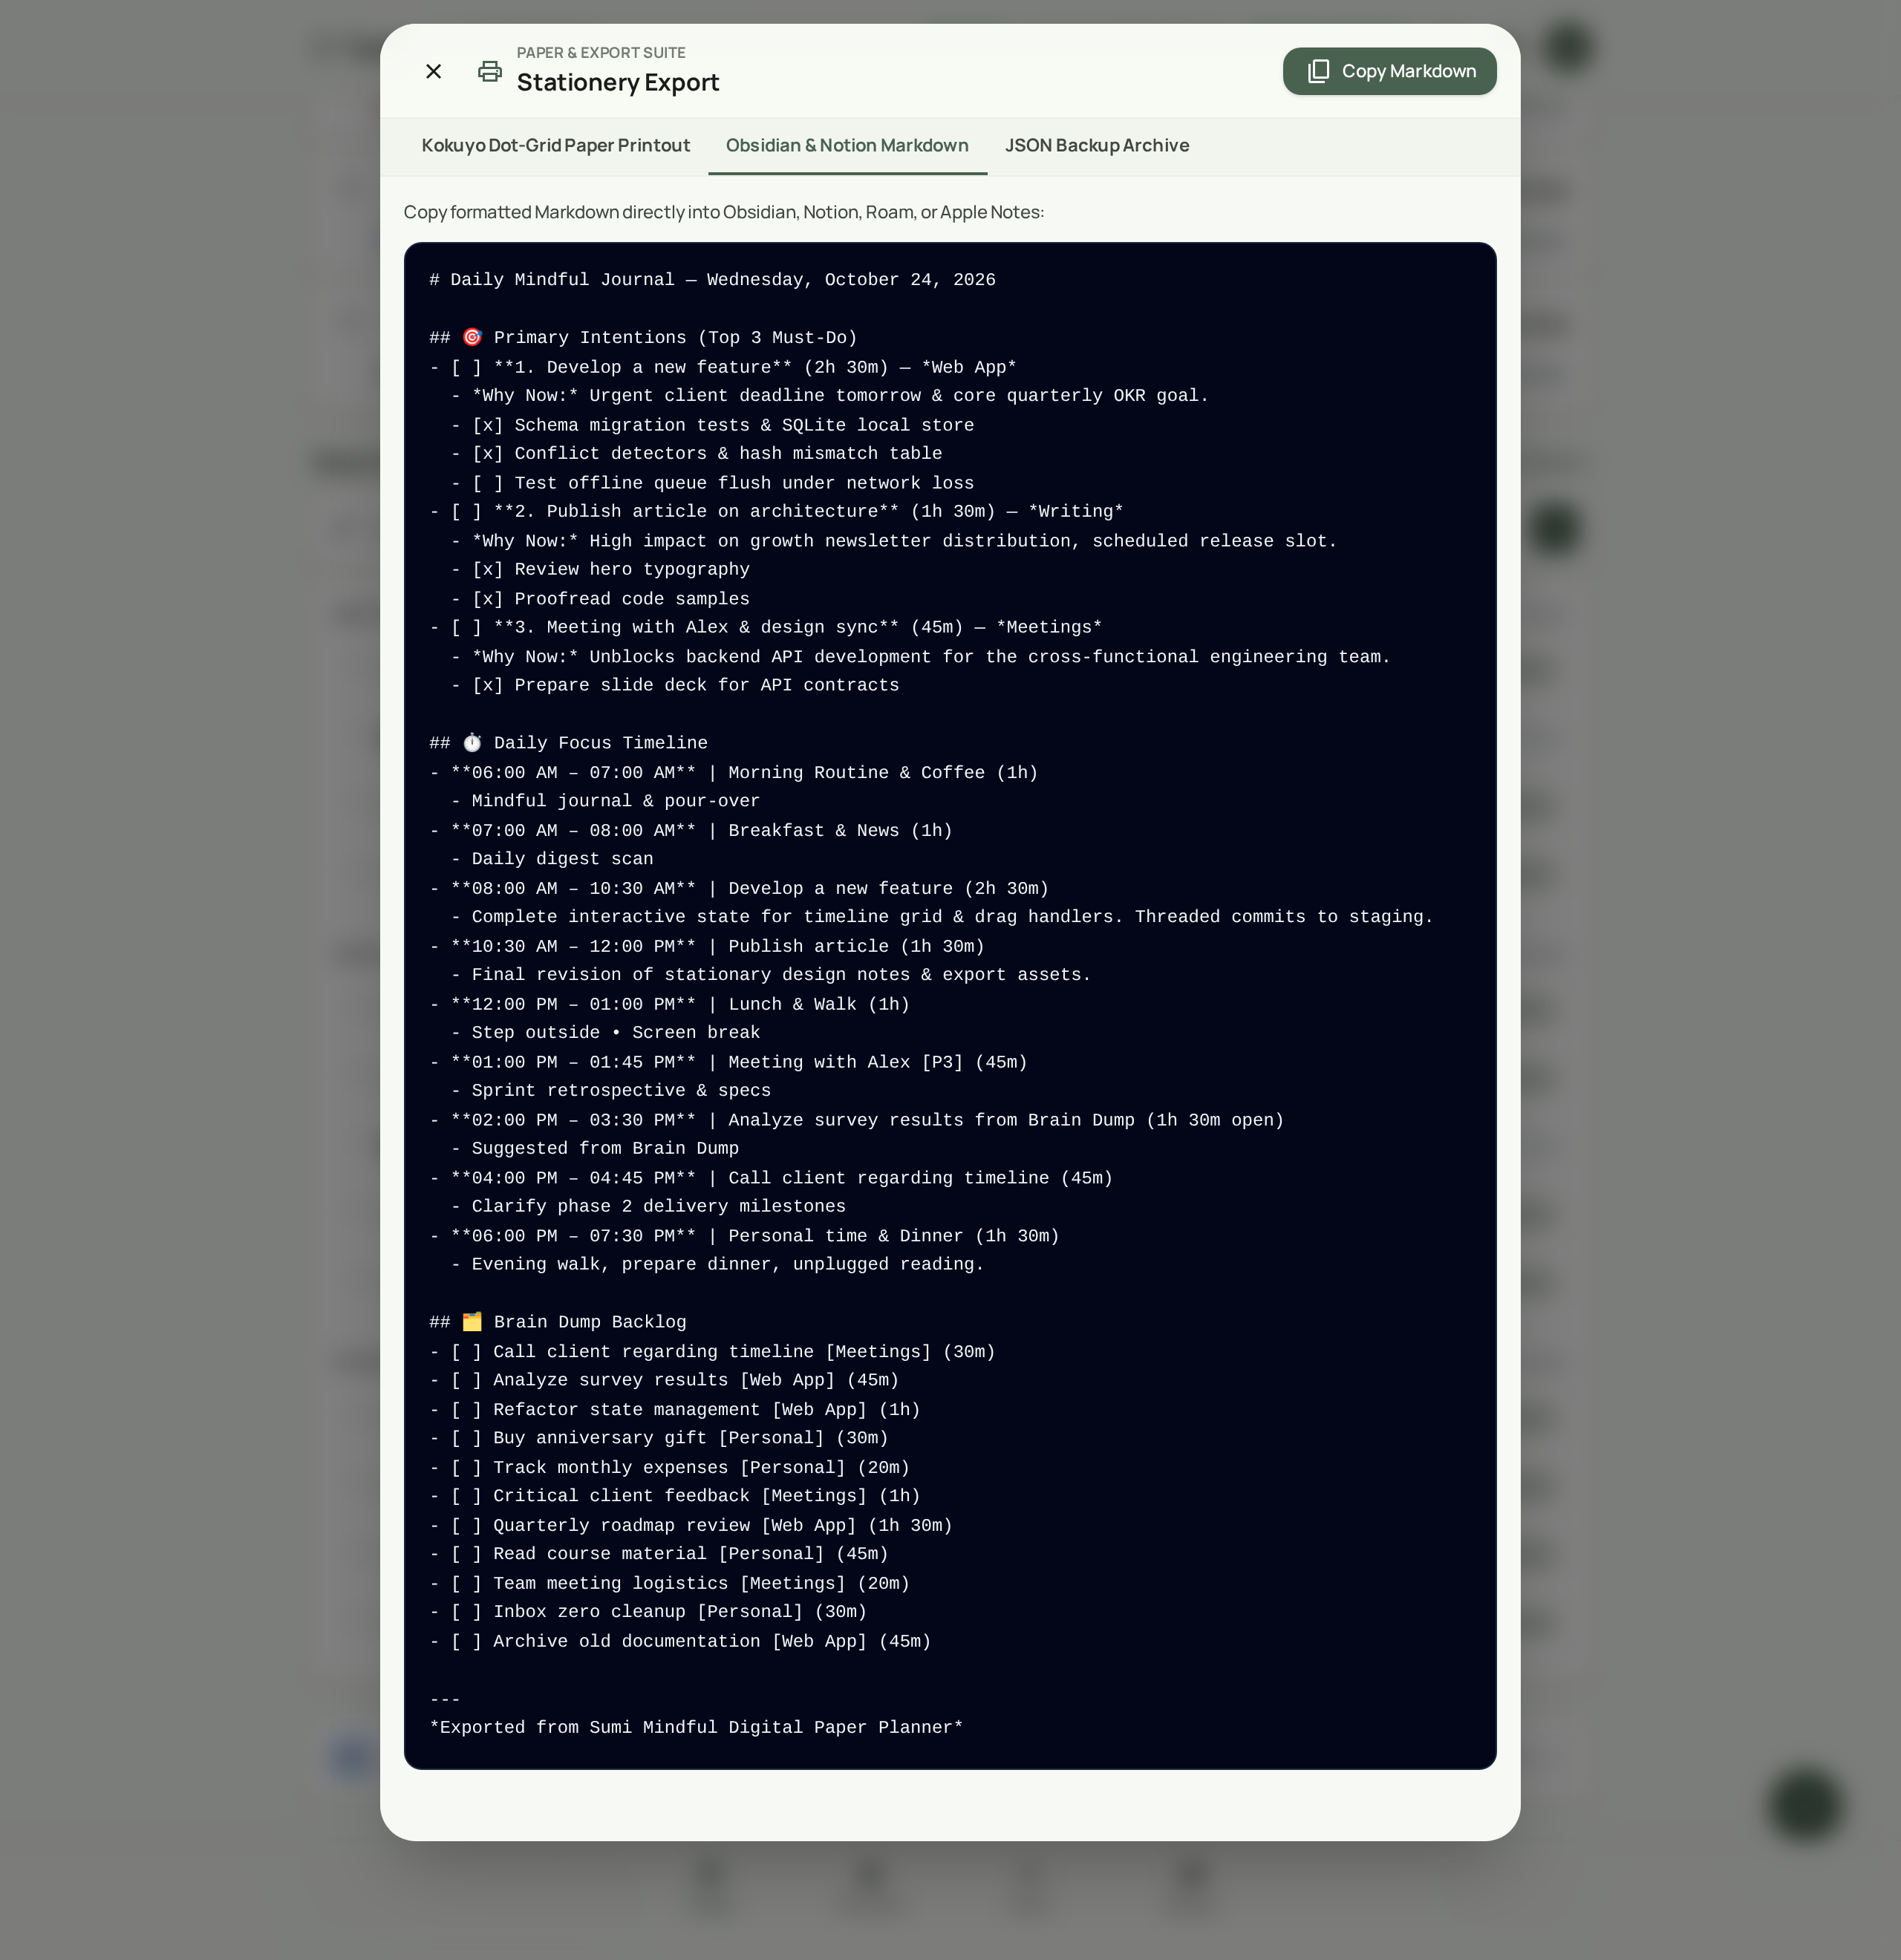 PAPER & EXPORT SUITE
Stationery Export
Copy Markdown
Kokuyo Dot-Grid Paper Printout
Obsidian & Notion Markdown
JSON Backup Archive
Copy formatted Markdown directly into Obsidian, Notion, Roam, or Apple Notes:
# Daily Mindful Journal — Wednesday, October 24, 2026
## 🎯 Primary Intentions (Top 3 Must-Do)
- [ ] **1. Develop a new feature** (2h 30m) — *Web App*
  - *Why Now:* Urgent client deadline tomorrow & core quarterly OKR goal.
  - [x] Schema migration tests & SQLite local store
  - [x] Conflict detectors & hash mismatch table
  - [ ] Test offline queue flush under network loss
- [ ] **2. Publish article on architecture** (1h 30m) — *Writing*
  - *Why Now:* High impact on growth newsletter distribution, scheduled release slot.
  - [x] Review hero typography
  - [x] Proofread code samples
- [ ] **3. Meeting with Alex & design sync** (45m) — *Meetings*
  - *Why Now:* Unblocks backend API development for the cross-functional engineering team.
  - [x] Prepare slide deck for API contracts
## ⏱️ Daily Focus Timeline
- **06:00 AM – 07:00 AM** | Morning Routine & Coffee (1h)
  - Mindful journal & pour-over
- **07:00 AM – 08:00 AM** | Breakfast & News (1h)
  - Daily digest scan
- **08:00 AM – 10:30 AM** | Develop a new feature (2h 30m)
  - Complete interactive state for timeline grid & drag handlers. Threaded commits to staging.
- **10:30 AM – 12:00 PM** | Publish article (1h 30m)
  - Final revision of stationary design notes & export assets.
- **12:00 PM – 01:00 PM** | Lunch & Walk (1h)
  - Step outside • Screen break
- **01:00 PM – 01:45 PM** | Meeting with Alex [P3] (45m)
  - Sprint retrospective & specs
- **02:00 PM – 03:30 PM** | Analyze survey results from Brain Dump (1h 30m open)
  - Suggested from Brain Dump
- **04:00 PM – 04:45 PM** | Call client regarding timeline (45m)
  - Clarify phase 2 delivery milestones
- **06:00 PM – 07:30 PM** | Personal time & Dinner (1h 30m)
  - Evening walk, prepare dinner, unplugged reading.
## 🗂️ Brain Dump Backlog
- [ ] Call client regarding timeline [Meetings] (30m)
- [ ] Analyze survey results [Web App] (45m)
- [ ] Refactor state management [Web App] (1h)
- [ ] Buy anniversary gift [Personal] (30m)
- [ ] Track monthly expenses [Personal] (20m)
- [ ] Critical client feedback [Meetings] (1h)
- [ ] Quarterly roadmap review [Web App] (1h 30m)
- [ ] Read course material [Personal] (45m)
- [ ] Team meeting logistics [Meetings] (20m)
- [ ] Inbox zero cleanup [Personal] (30m)
- [ ] Archive old documentation [Web App] (45m)
---
*Exported from Sumi Mindful Digital Paper Planner*